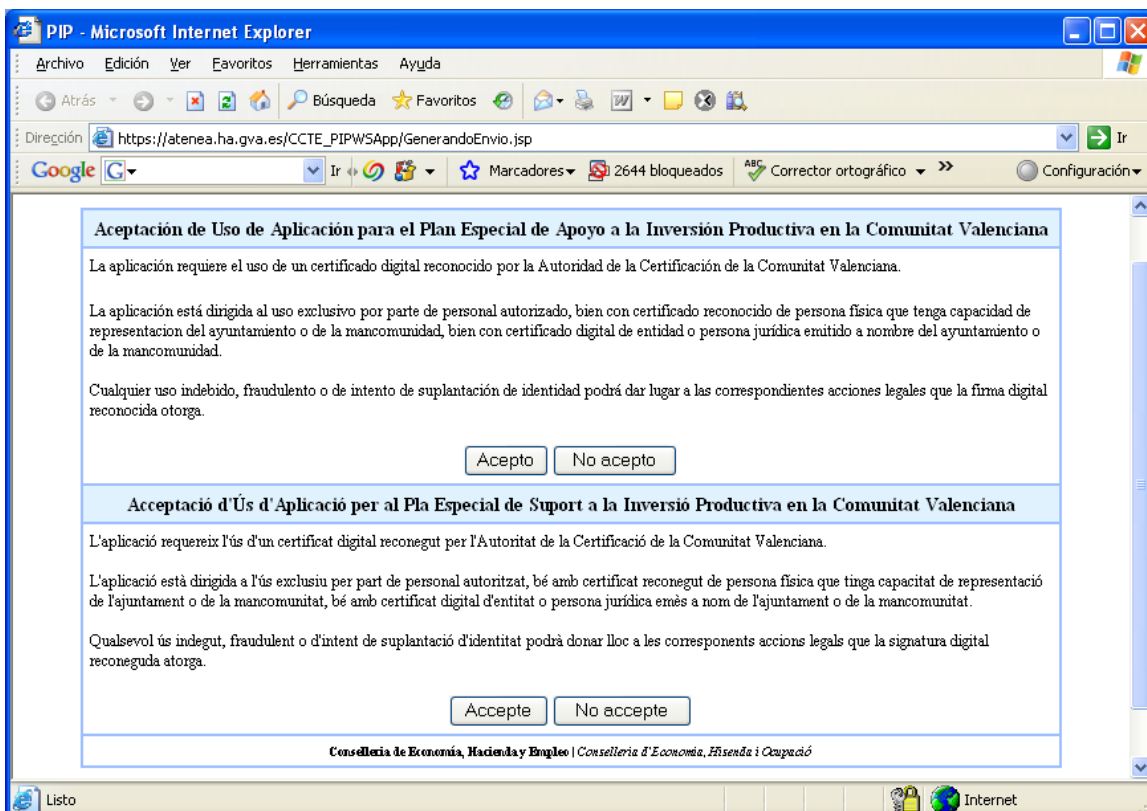 PIP - Microsoft Internet Explorer
Archivo Edición Ver Favoritos Herramientas Ayuda
Atrás Búsqueda Favoritos
Dirección https://atenea.ha.gva.es/CCTE_PIPWSApp/GenerandoEnvio.jsp Ir
Google G Ir Marcadores 2644 bloqueados ABC Corrector ortográfico » Configuración
Aceptación de Uso de Aplicación para el Plan Especial de Apoyo a la Inversión Productiva en la Comunitat Valenciana
La aplicación requiere el uso de un certificado digital reconocido por la Autoridad de la Certificación de la Comunitat Valenciana.
La aplicación está dirigida al uso exclusivo por parte de personal autorizado, bien con certificado reconocido de persona física que tenga capacidad de
representacion del ayuntamiento o de la mancomunidad, bien con certificado digital de entidad o persona jurídica emitido a nombre del ayuntamiento o
de la mancomunidad.
Cualquier uso indebido, fraudulento o de intento de suplantación de identidad podrá dar lugar a las correspondientes acciones legales que la firma digital
reconocida otorga.
Acepto No acepto
Acceptació d'Ús d'Aplicació per al Pla Especial de Suport a la Inversió Productiva en la Comunitat Valenciana
L'aplicació requereix l'ús d'un certificat digital reconegut per l'Autoritat de la Certificació de la Comunitat Valenciana.
L'aplicació està dirigida a l'ús exclusiu per part de personal autoritzat, bé amb certificat reconegut de persona física que tinga capacitat de representació
de l'ajuntament o de la mancomunitat, bé amb certificat digital d'entitat o persona jurídica emès a nom de l'ajuntament o de la mancomunitat.
Qualsevol ús indegut, fraudulent o d'intent de suplantació d'identitat podrà donar lloc a les corresponents accions legals que la signatura digital
reconeguda atorga.
Accepte No accepte
Conselleria de Economía, Hacienda y Empleo | Conselleria d'Economia, Hisenda i Ocupació
Listo Internet